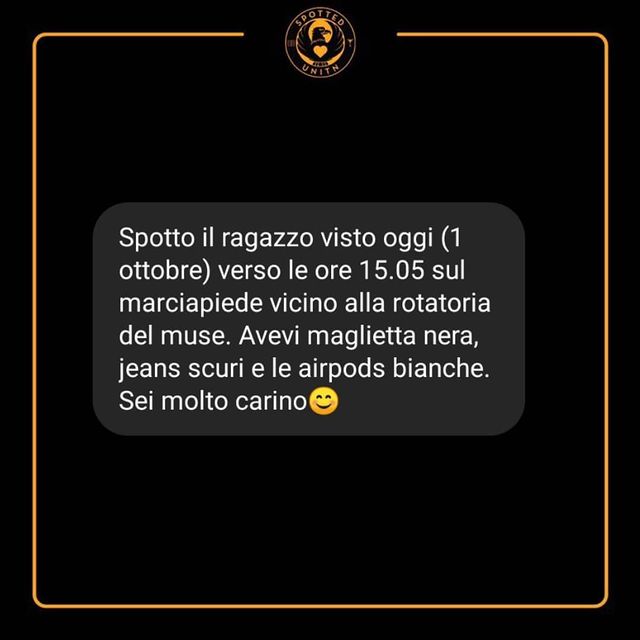 SPOTTED
UNITN
Spotto il ragazzo visto oggi (1
ottobre) verso le ore 15.05 sul
marciapiede vicino alla rotatoria
del muse. Avevi maglietta nera,
jeans scuri e le airpods bianche.
Sei molto carino😊